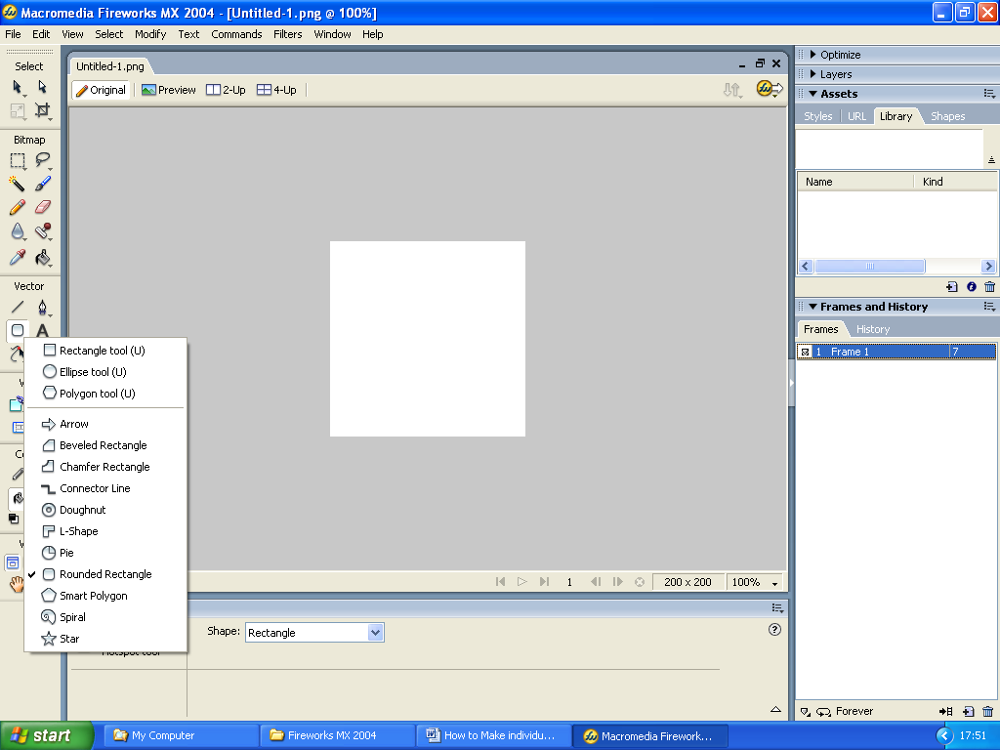 Macromedia Fireworks MX 2004 - [Untitled-1.png @ 100%]
File Edit View Select Modify Text Commands Filters Window Help
Select
Bitmap
Vector
Untitled-1.png
Original Preview 2-Up 4-Up
Rectangle tool (U)
Ellipse tool (U)
Polygon tool (U)
Arrow
Beveled Rectangle
Chamfer Rectangle
Connector Line
Doughnut
L-Shape
Pie
Rounded Rectangle
Smart Polygon
Spiral
Star
1 200 x 200 100%
Shape: Rectangle
Hotspot tool
Optimize
Layers
Assets
Styles URL Library Shapes
Name Kind
Frames and History
Frames History
1 Frame 1 7
Forever
start My Computer Fireworks MX 2004 How to Make individu... Macromedia Firework... 17:51